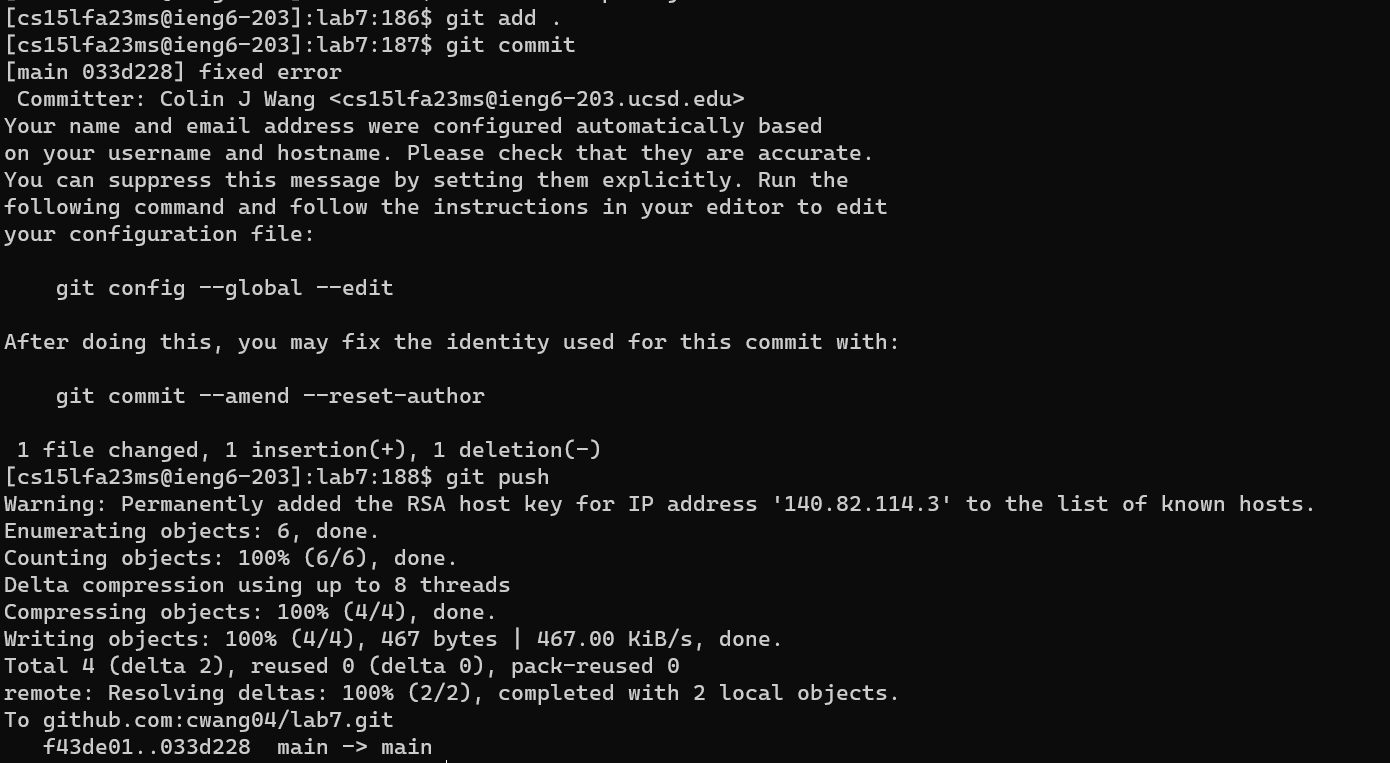 [cs15lfa23ms@ieng6-203]:lab7:186$ git add .
[cs15lfa23ms@ieng6-203]:lab7:187$ git commit
[main 033d228] fixed error
 Committer: Colin J Wang <cs15lfa23ms@ieng6-203.ucsd.edu>
Your name and email address were configured automatically based
on your username and hostname. Please check that they are accurate.
You can suppress this message by setting them explicitly. Run the
following command and follow the instructions in your editor to edit
your configuration file:

    git config --global --edit

After doing this, you may fix the identity used for this commit with:

    git commit --amend --reset-author

 1 file changed, 1 insertion(+), 1 deletion(-)
[cs15lfa23ms@ieng6-203]:lab7:188$ git push
Warning: Permanently added the RSA host key for IP address '140.82.114.3' to the list of known hosts.
Enumerating objects: 6, done.
Counting objects: 100% (6/6), done.
Delta compression using up to 8 threads
Compressing objects: 100% (4/4), done.
Writing objects: 100% (4/4), 467 bytes | 467.00 KiB/s, done.
Total 4 (delta 2), reused 0 (delta 0), pack-reused 0
remote: Resolving deltas: 100% (2/2), completed with 2 local objects.
To github.com:cwang04/lab7.git
   f43de01..033d228  main -> main